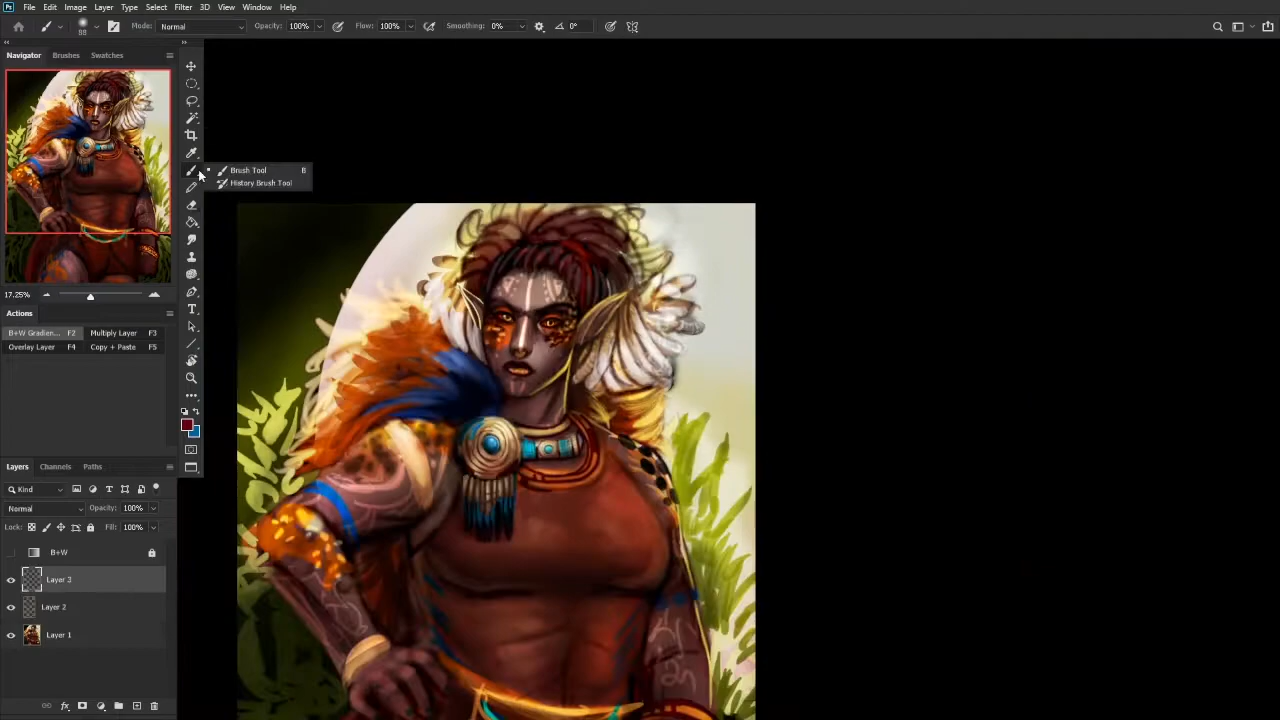 Ps File Edit Image Layer Type Select Filter 3D View Window Help
88 Mode: Normal Opacity: 100% Flow: 100% Smoothing: 0% 0°
Navigator Brushes Swatches
Brush Tool B
History Brush Tool
17.25%
Actions
B+W Gradien... F2 Multiply Layer F3
Overlay Layer F4 Copy + Paste F5
Layers Channels Paths
Kind
Normal Opacity: 100%
Lock: Fill: 100%
B+W
Layer 3
Layer 2
Layer 1
fx